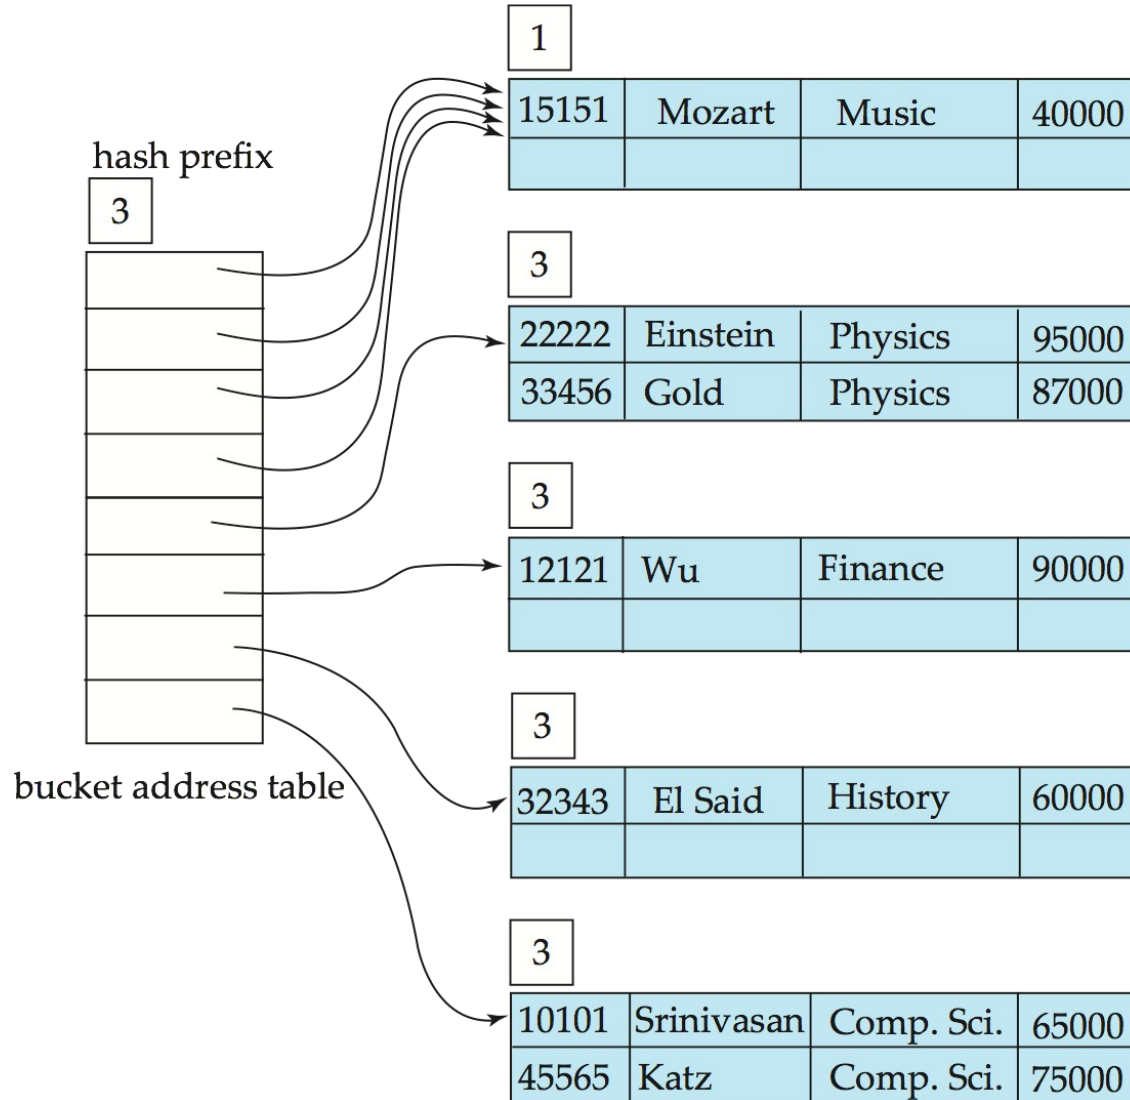 1
15151 Mozart Music 40000
hash prefix
3
3
22222 Einstein Physics 95000
33456 Gold Physics 87000
3
12121 Wu Finance 90000
3
bucket address table
32343 El Said History 60000
3
10101 Srinivasan Comp. Sci. 65000
45565 Katz Comp. Sci. 75000